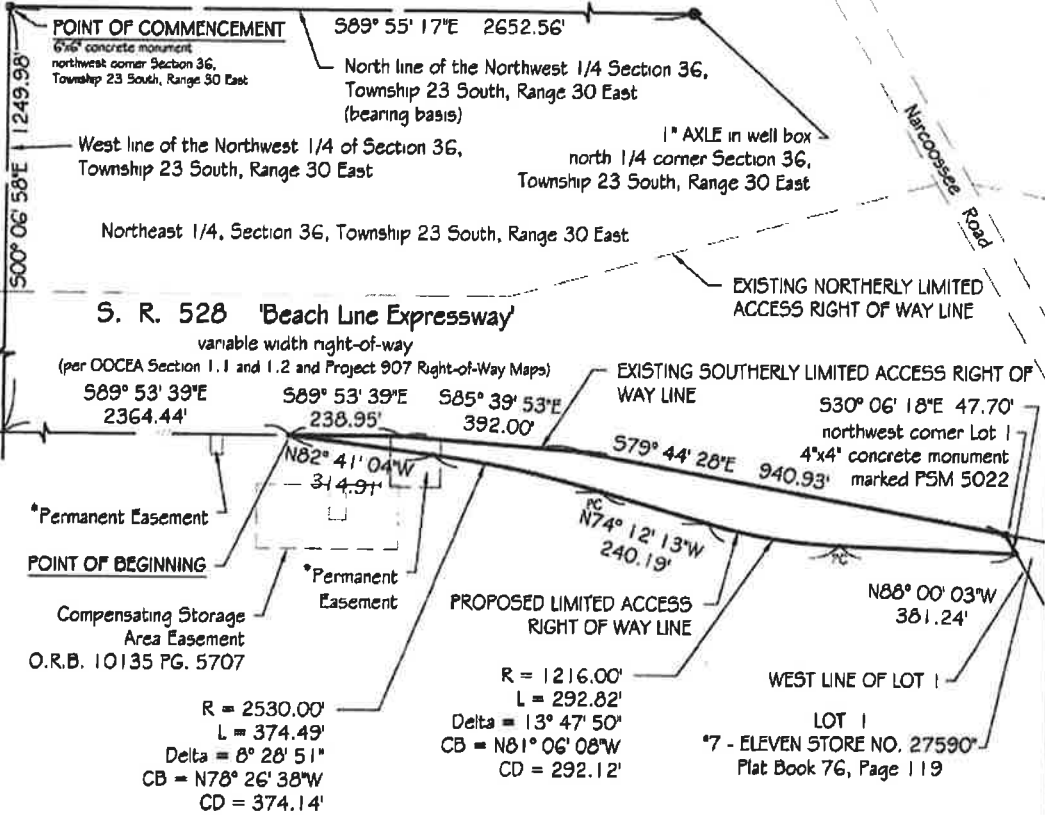 POINT OF COMMENCEMENT
6"x6" concrete monument
northwest corner Section 36,
Township 23 South, Range 30 East
S89° 55' 17"E 2652.56'
North line of the Northwest 1/4 Section 36,
Township 23 South, Range 30 East
(bearing basis)
S00° 06' 58"E 1249.98'
West line of the Northwest 1/4 of Section 36,
Township 23 South, Range 30 East
1" AXLE in well box
north 1/4 corner Section 36,
Township 23 South, Range 30 East
Narcoossee Road
Northeast 1/4, Section 36, Township 23 South, Range 30 East
EXISTING NORTHERLY LIMITED
ACCESS RIGHT OF WAY LINE
S. R. 528 'Beach Line Expressway'
variable width right-of-way
(per OOCEA Section 1.1 and 1.2 and Project 907 Right-of-Way Maps)
S89° 53' 39"E
2364.44'
S89° 53' 39"E
238.95'
S85° 39' 53"E
392.00'
EXISTING SOUTHERLY LIMITED ACCESS RIGHT OF
WAY LINE
S30° 06' 18"E 47.70'
northwest corner Lot 1
4"x4" concrete monument
marked PSM 5022
S79° 44' 28"E 940.93'
N82° 41' 04"W
314.91'
*Permanent Easement
POINT OF BEGINNING
*Permanent
Easement
PC
N74° 12' 13"W
240.19'
PC
N88° 00' 03"W
381.24'
Compensating Storage
Area Easement
O.R.B. 10135 PG. 5707
PROPOSED LIMITED ACCESS
RIGHT OF WAY LINE
WEST LINE OF LOT 1
R = 2530.00'
L = 374.49'
Delta = 8° 28' 51"
CB = N78° 26' 38"W
CD = 374.14'
R = 1216.00'
L = 292.82'
Delta = 13° 47' 50"
CB = N81° 06' 08"W
CD = 292.12'
LOT 1
"7 - ELEVEN STORE NO. 27590"
Plat Book 76, Page 119